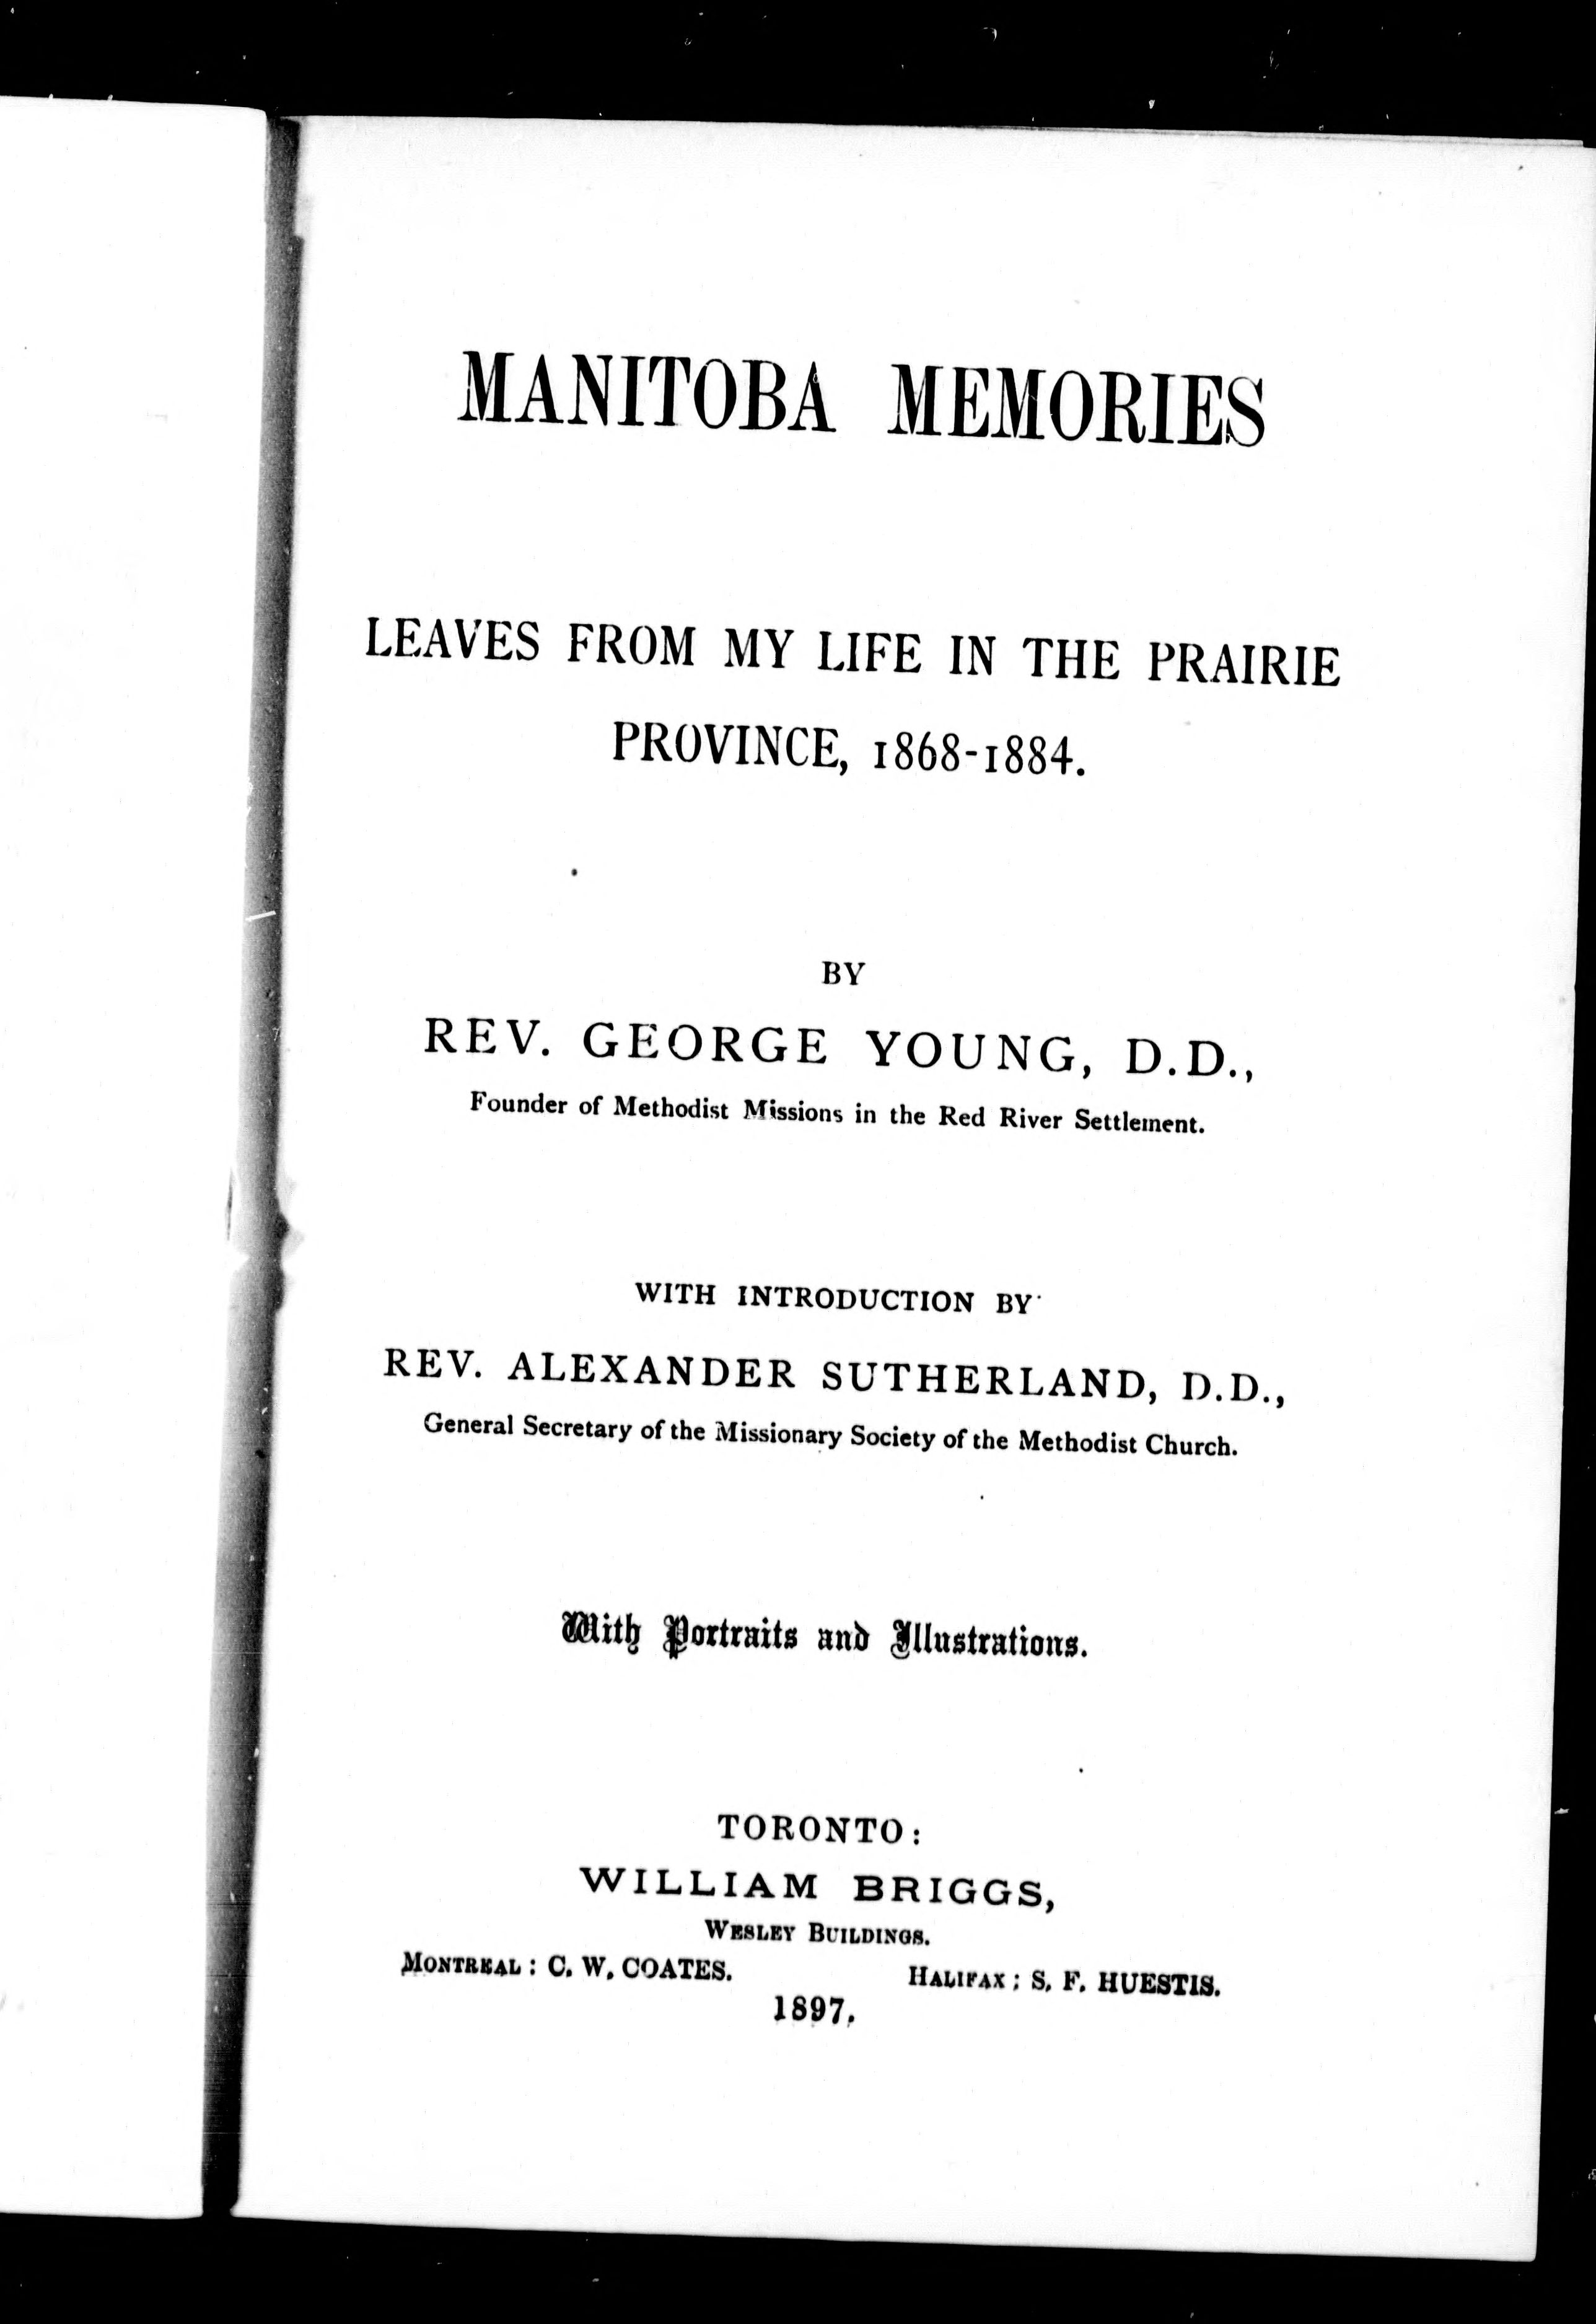 MANITOBA MEMORIES
LEAVES FROM MY LIFE IN THE PRAIRIE
PROVINCE, 1868-1884.
BY
REV. GEORGE YOUNG, D.D.,
Founder of Methodist Missions in the Red River Settlement.
WITH INTRODUCTION BY
REV. ALEXANDER SUTHERLAND, D.D.,
General Secretary of the Missionary Society of the Methodist Church.
With Portraits and Illustrations.
TORONTO:
WILLIAM BRIGGS,
WESLEY BUILDINGS.
MONTREAL: C. W. COATES. HALIFAX: S. F. HUESTIS.
1897.